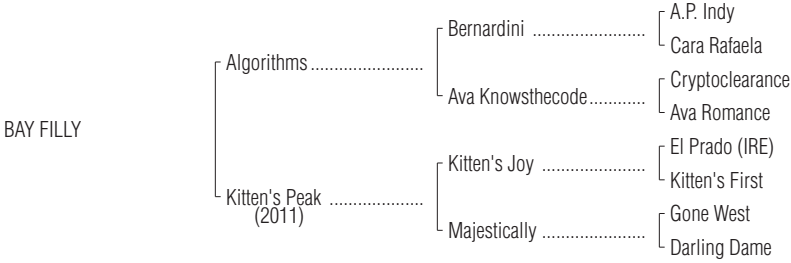 A.P. Indy
Bernardini ........................
Cara Rafaela
Algorithms ........................
Cryptoclearance
Ava Knowsthecode............
Ava Romance
BAY FILLY
El Prado (IRE)
Kitten's Joy ......................
Kitten's First
Kitten's Peak ....................
(2011)
Gone West
Majestically ......................
Darling Dame